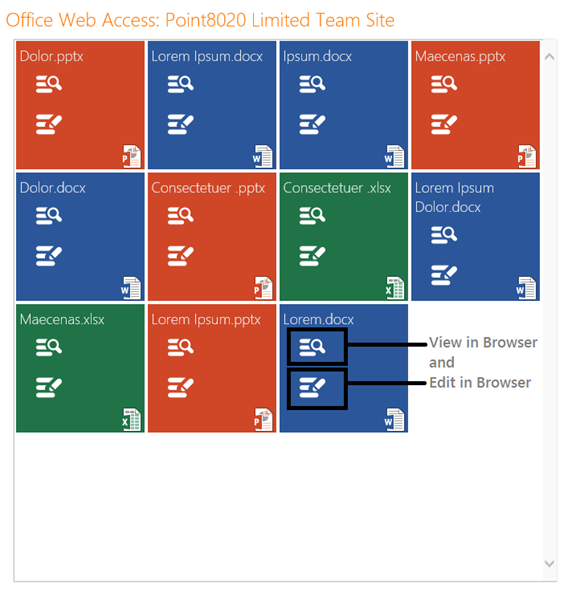 Office Web Access: Point8020 Limited Team Site
Dolor.pptx
Lorem Ipsum.docx
Ipsum.docx
Maecenas.pptx
P
W
W
P
Dolor.docx
Consectetuer .pptx
Consectetuer .xlsx
Lorem Ipsum
Dolor.docx
W
P
X
W
Maecenas.xlsx
Lorem Ipsum.pptx
Lorem.docx
View in Browser
and
Edit in Browser
X
P
W